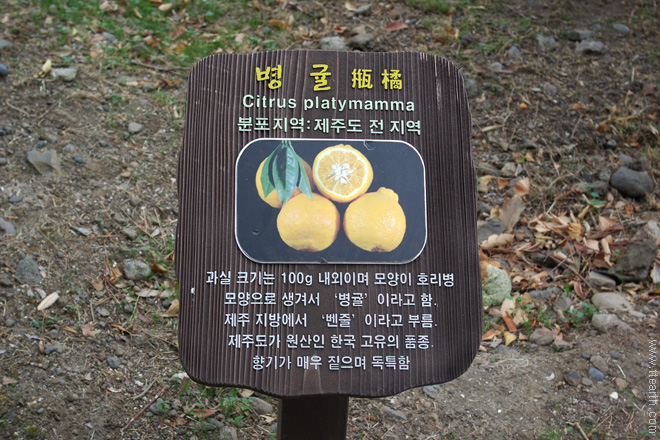 병귤 瓶橘
Citrus platymamma
분포지역:제주도 전 지역
과실 크기는 100g 내외이며 모양이 호리병
모양으로 생겨서 ‘병귤’이라고 함.
제주 지방에서 ‘벤줄’이라고 부름.
제주도가 원산인 한국 고유의 품종.
향기가 매우 짙으며 독특함
www.ttearth.com